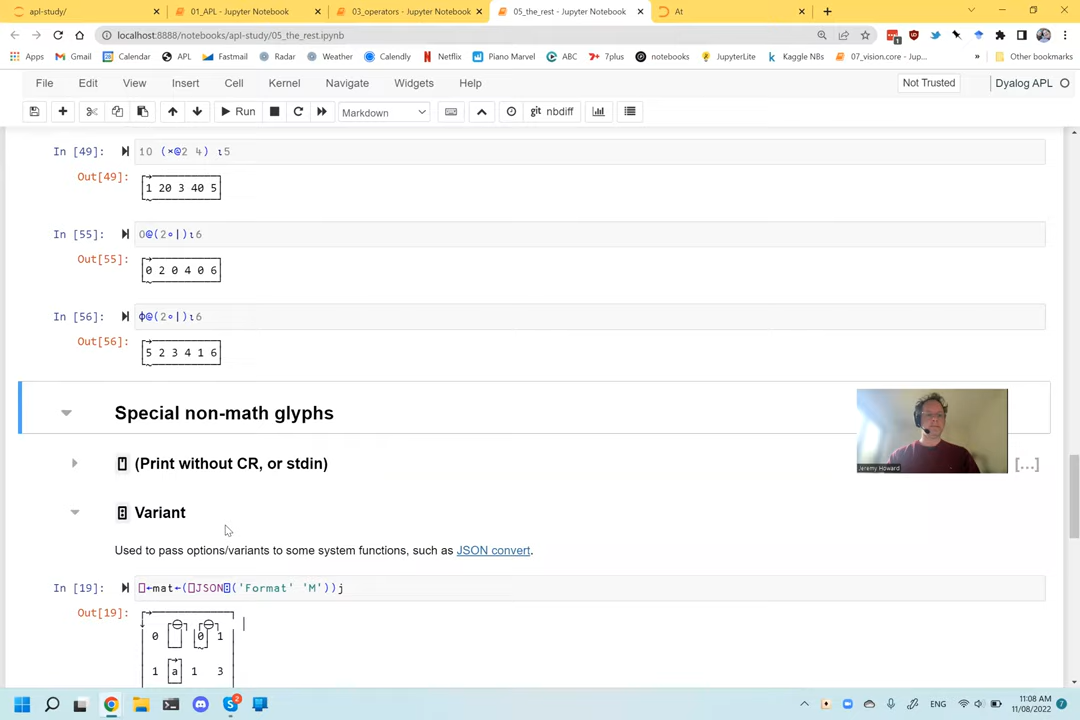 apl-study/ 01_APL - Jupyter Notebook 03_operators - Jupyter Notebook 05_the_rest - Jupyter Notebook At
localhost:8888/notebooks/apl-study/05_the_rest.ipynb
Apps Gmail Calendar APL Fastmail Radar Weather Calendly Netflix Piano Marvel ABC 7plus notebooks JupyterLite Kaggle NBs 07_vision.core - Jup... » Other bookmarks
File Edit View Insert Cell Kernel Navigate Widgets Help Not Trusted Dyalog APL
Run Markdown git nbdiff
In [49]: 10 (×@2 4) ⍳5
Out[49]:
1 20 3 40 5
In [55]: 0@(2∘|)⍳6
Out[55]:
0 2 0 4 0 6
In [56]: ⌽@(2∘|)⍳6
Out[56]:
5 2 3 4 1 6
Special non-math glyphs
Jeremy Howard
⍞ (Print without CR, or stdin) [...]
⍠ Variant
Used to pass options/variants to some system functions, such as JSON convert.
In [19]: ⎕←mat←(⎕JSON⍠('Format' 'M'))j
Out[19]:
0 0 1
1 a 1 3
ENG 11:08 AM
11/08/2022 7